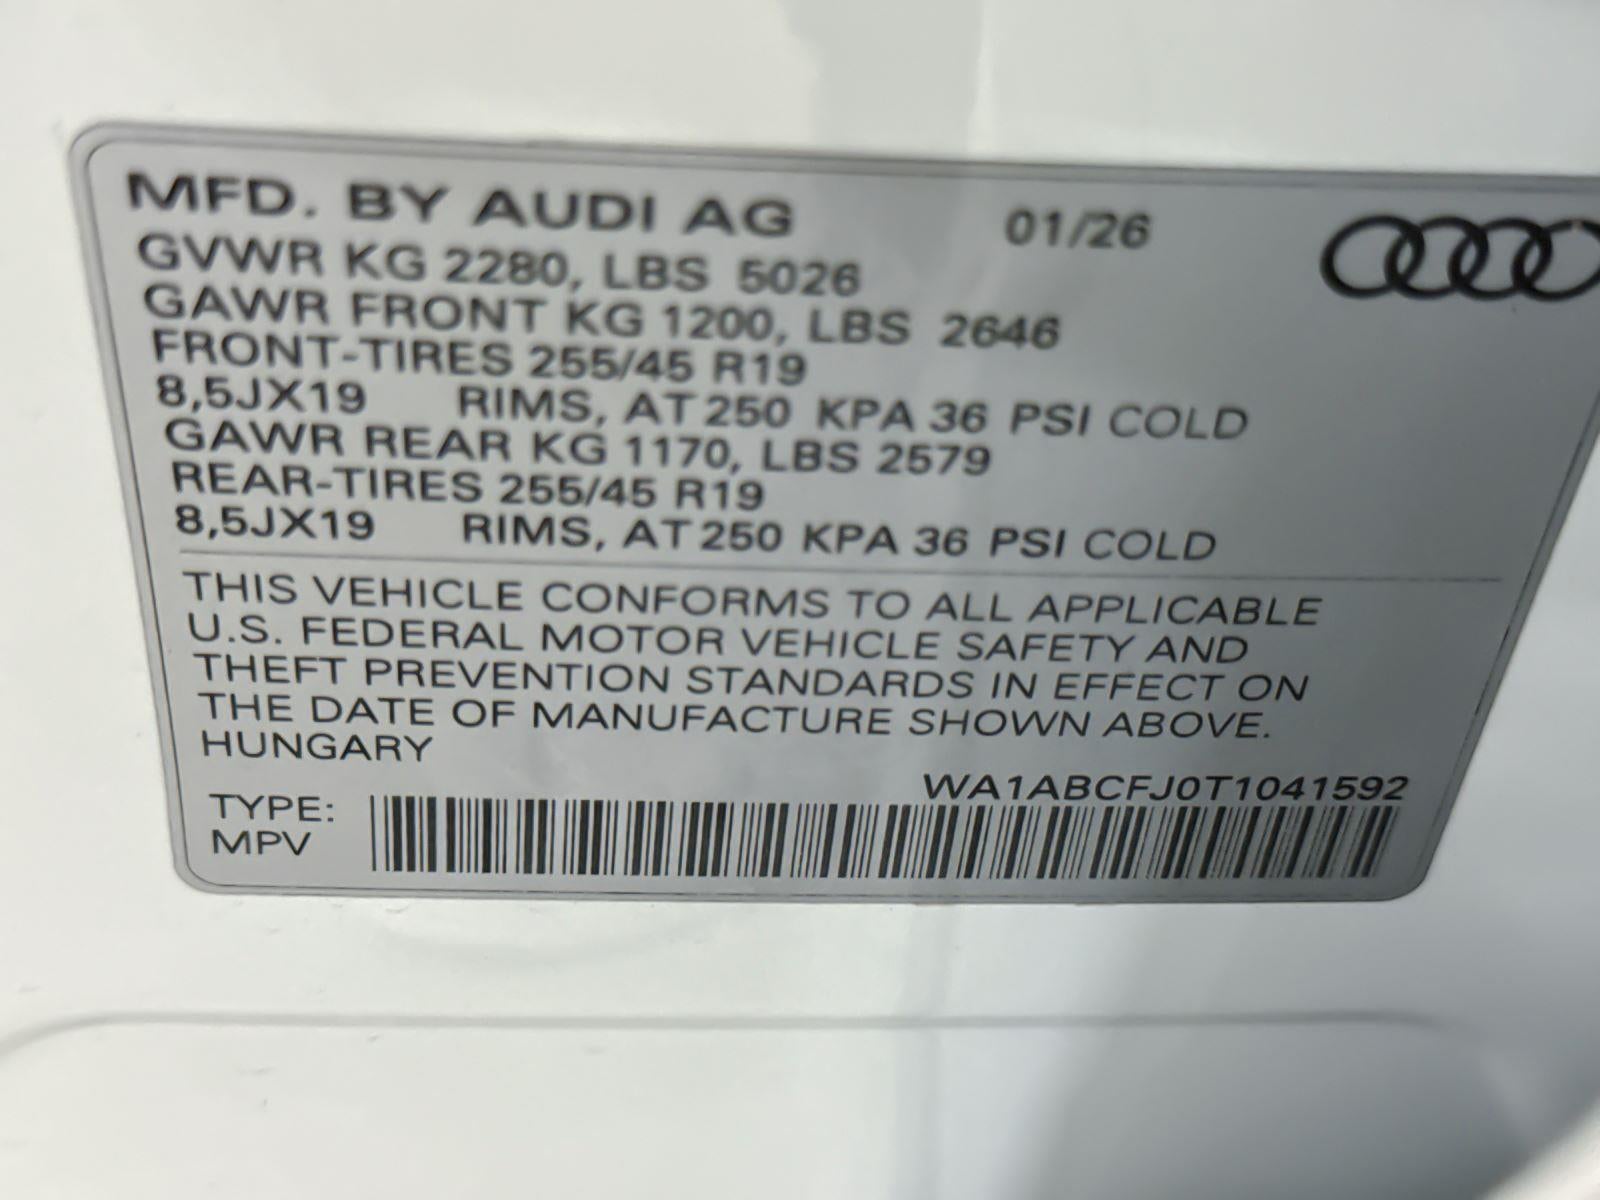 MFD. BY AUDI AG 01/26
GVWR KG 2280, LBS 5026
GAWR FRONT KG 1200, LBS 2646
FRONT-TIRES 255/45 R19
8,5JX19 RIMS, AT 250 KPA 36 PSI COLD
GAWR REAR KG 1170, LBS 2579
REAR-TIRES 255/45 R19
8,5JX19 RIMS, AT 250 KPA 36 PSI COLD
THIS VEHICLE CONFORMS TO ALL APPLICABLE
U.S. FEDERAL MOTOR VEHICLE SAFETY AND
THEFT PREVENTION STANDARDS IN EFFECT ON
THE DATE OF MANUFACTURE SHOWN ABOVE.
HUNGARY
WA1ABCFJ0T1041592
TYPE:
MPV